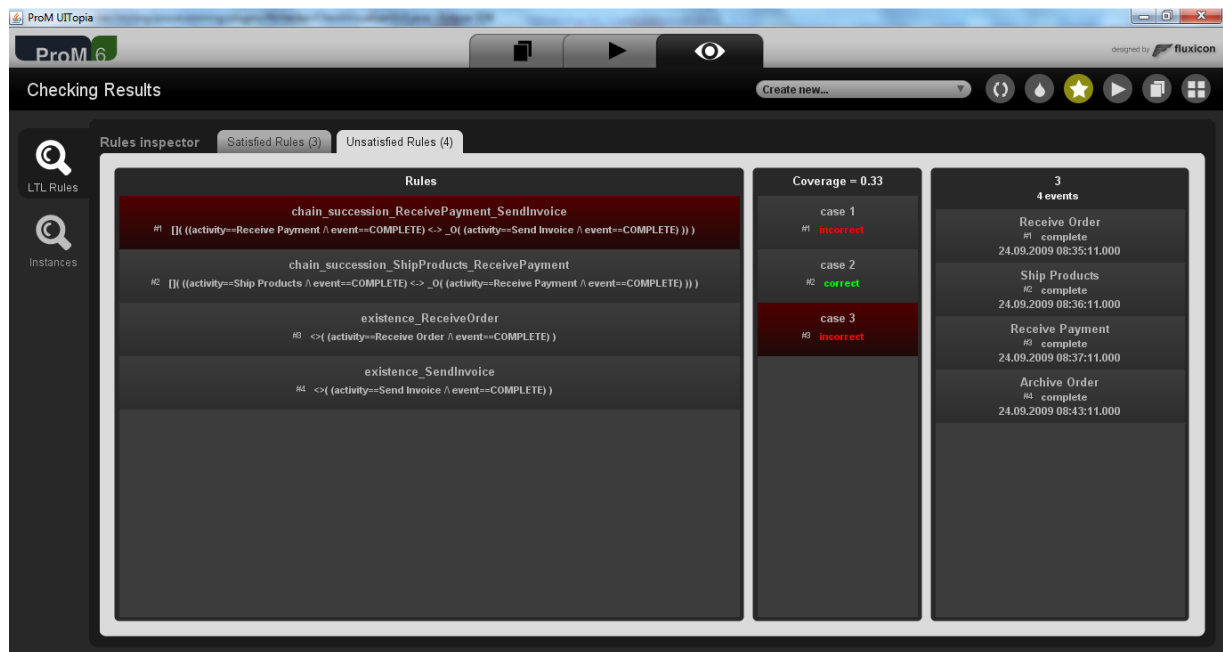 ProM UITopia
ProM 6
designed by fluxicon
Checking Results
Create new...
Rules inspector
Satisfied Rules (3)
Unsatisfied Rules (4)
LTL Rules
Instances
Rules
chain_succession_ReceivePayment_SendInvoice
#1 []( ((activity==Receive Payment /\ event==COMPLETE) <-> _O( (activity==Send Invoice /\ event==COMPLETE) )) )
chain_succession_ShipProducts_ReceivePayment
#2 []( ((activity==Ship Products /\ event==COMPLETE) <-> _O( (activity==Receive Payment /\ event==COMPLETE) )) )
existence_ReceiveOrder
#3 <>( (activity==Receive Order /\ event==COMPLETE) )
existence_SendInvoice
#4 <>( (activity==Send Invoice /\ event==COMPLETE) )
Coverage = 0.33
case 1
#1 incorrect
case 2
#2 correct
case 3
#3 incorrect
3
4 events
Receive Order
#1 complete
24.09.2009 08:35:11.000
Ship Products
#2 complete
24.09.2009 08:36:11.000
Receive Payment
#3 complete
24.09.2009 08:37:11.000
Archive Order
#4 complete
24.09.2009 08:43:11.000